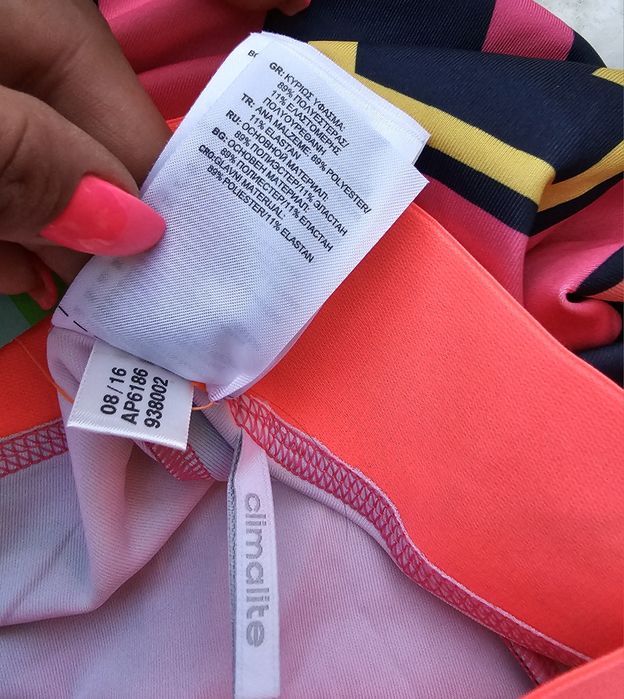 GR: ΚΥΡΙΟΣ ΥΦΑΣΜΑ:
89% ΠΟΛΥΕΣΤΕΡΑΣ/
11% ΕΛΑΣΤΟΜΕΡΗΣ
ΠΟΛΥΟΥΡΕΘΑΝΗ
TR: ANA MALZEME: 89% POLYESTER/
11% ELASTAN
RU: ОСНОВНОЙ МАТЕРИАЛ:
89% ПОЛИЭСТЕР/11% ЭЛАСТАН
BG: ОСНОВЕН МАТЕРИАЛ:
89% ПОЛИЕСТЕР/11% ЕЛАСТАН
CRO:GLAVNI MATERIJAL:
89%POLIESTER/11% ELASTAN
08/16
AP6186
938002
climalite